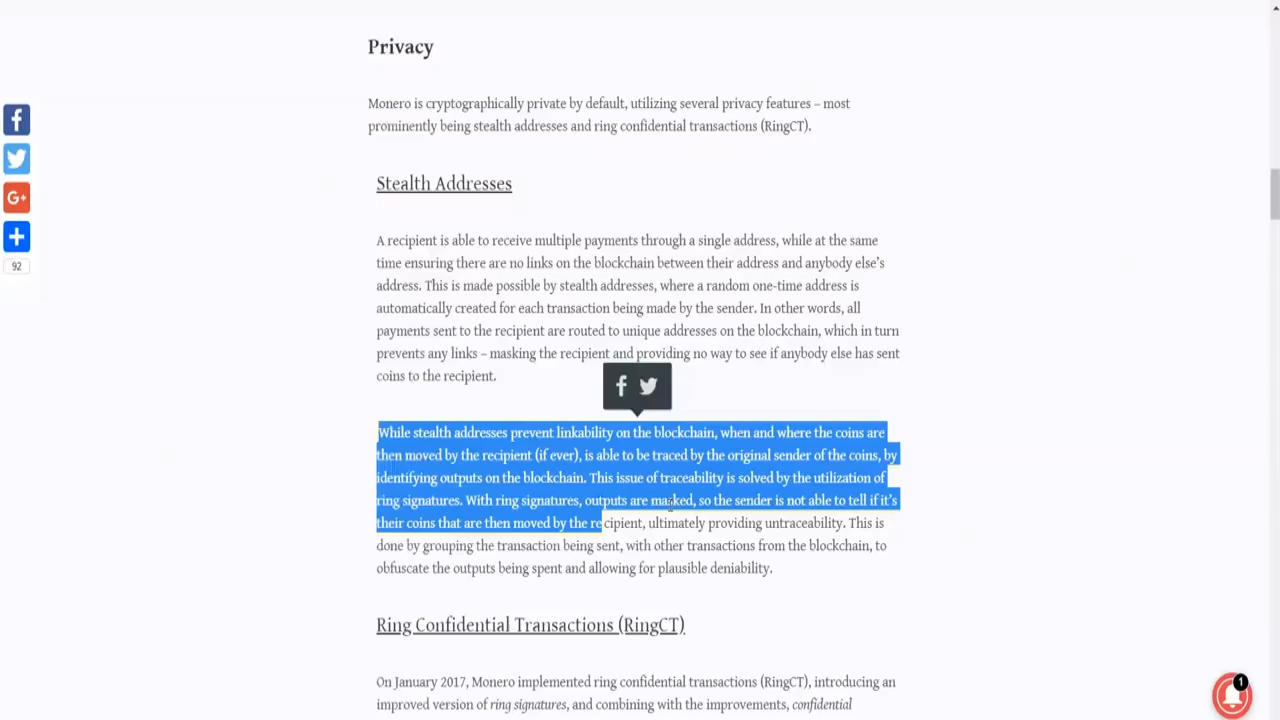 Privacy
Monero is cryptographically private by default, utilizing several privacy features – most
prominently being stealth addresses and ring confidential transactions (RingCT).
Stealth Addresses
A recipient is able to receive multiple payments through a single address, while at the same
time ensuring there are no links on the blockchain between their address and anybody else's
address. This is made possible by stealth addresses, where a random one-time address is
automatically created for each transaction being made by the sender. In other words, all
payments sent to the recipient are routed to unique addresses on the blockchain, which in turn
prevents any links – masking the recipient and providing no way to see if anybody else has sent
coins to the recipient.
While stealth addresses prevent linkability on the blockchain, when and where the coins are
then moved by the recipient (if ever), is able to be traced by the original sender of the coins, by
identifying outputs on the blockchain. This issue of traceability is solved by the utilization of
ring signatures. With ring signatures, outputs are masked, so the sender is not able to tell if it's
their coins that are then moved by the recipient, ultimately providing untraceability. This is
done by grouping the transaction being sent, with other transactions from the blockchain, to
obfuscate the outputs being spent and allowing for plausible deniability.
Ring Confidential Transactions (RingCT)
On January 2017, Monero implemented ring confidential transactions (RingCT), introducing an
improved version of ring signatures, and combining with the improvements, confidential
G+
92
1